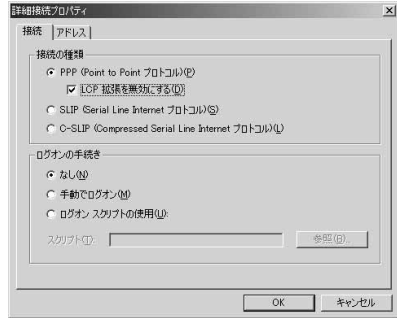 詳細接続プロパティ
接続 アドレス
接続の種類
PPP (Point to Point プロトコル)(P)
LCP 拡張を無効にする(D)
SLIP (Serial Line Internet プロトコル)(S)
C-SLIP (Compressed Serial Line Internet プロトコル)(L)
ログオンの手続き
なし(N)
手動でログオン(M)
ログオン スクリプトの使用(U):
スクリプト(T):
参照(B)...
OK キャンセル